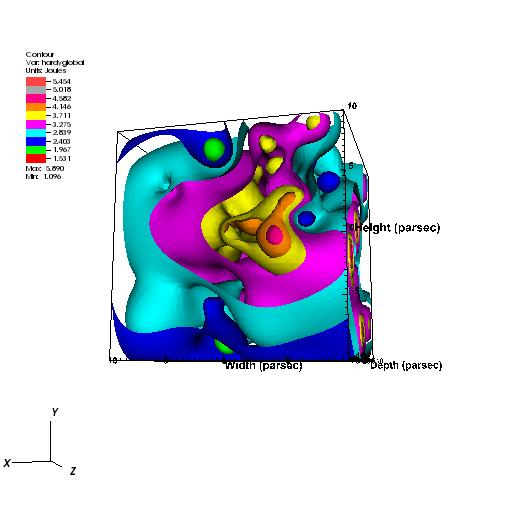 Contour
Var: hardyglobal
Units: Joules
5.454
5.018
4.582
4.146
3.711
3.275
2.839
2.403
1.967
1.531
Max: 5.890
Min: 1.096
10
5
Height (parsec)
10
Width (parsec)
Depth (parsec)
Y
X
Z